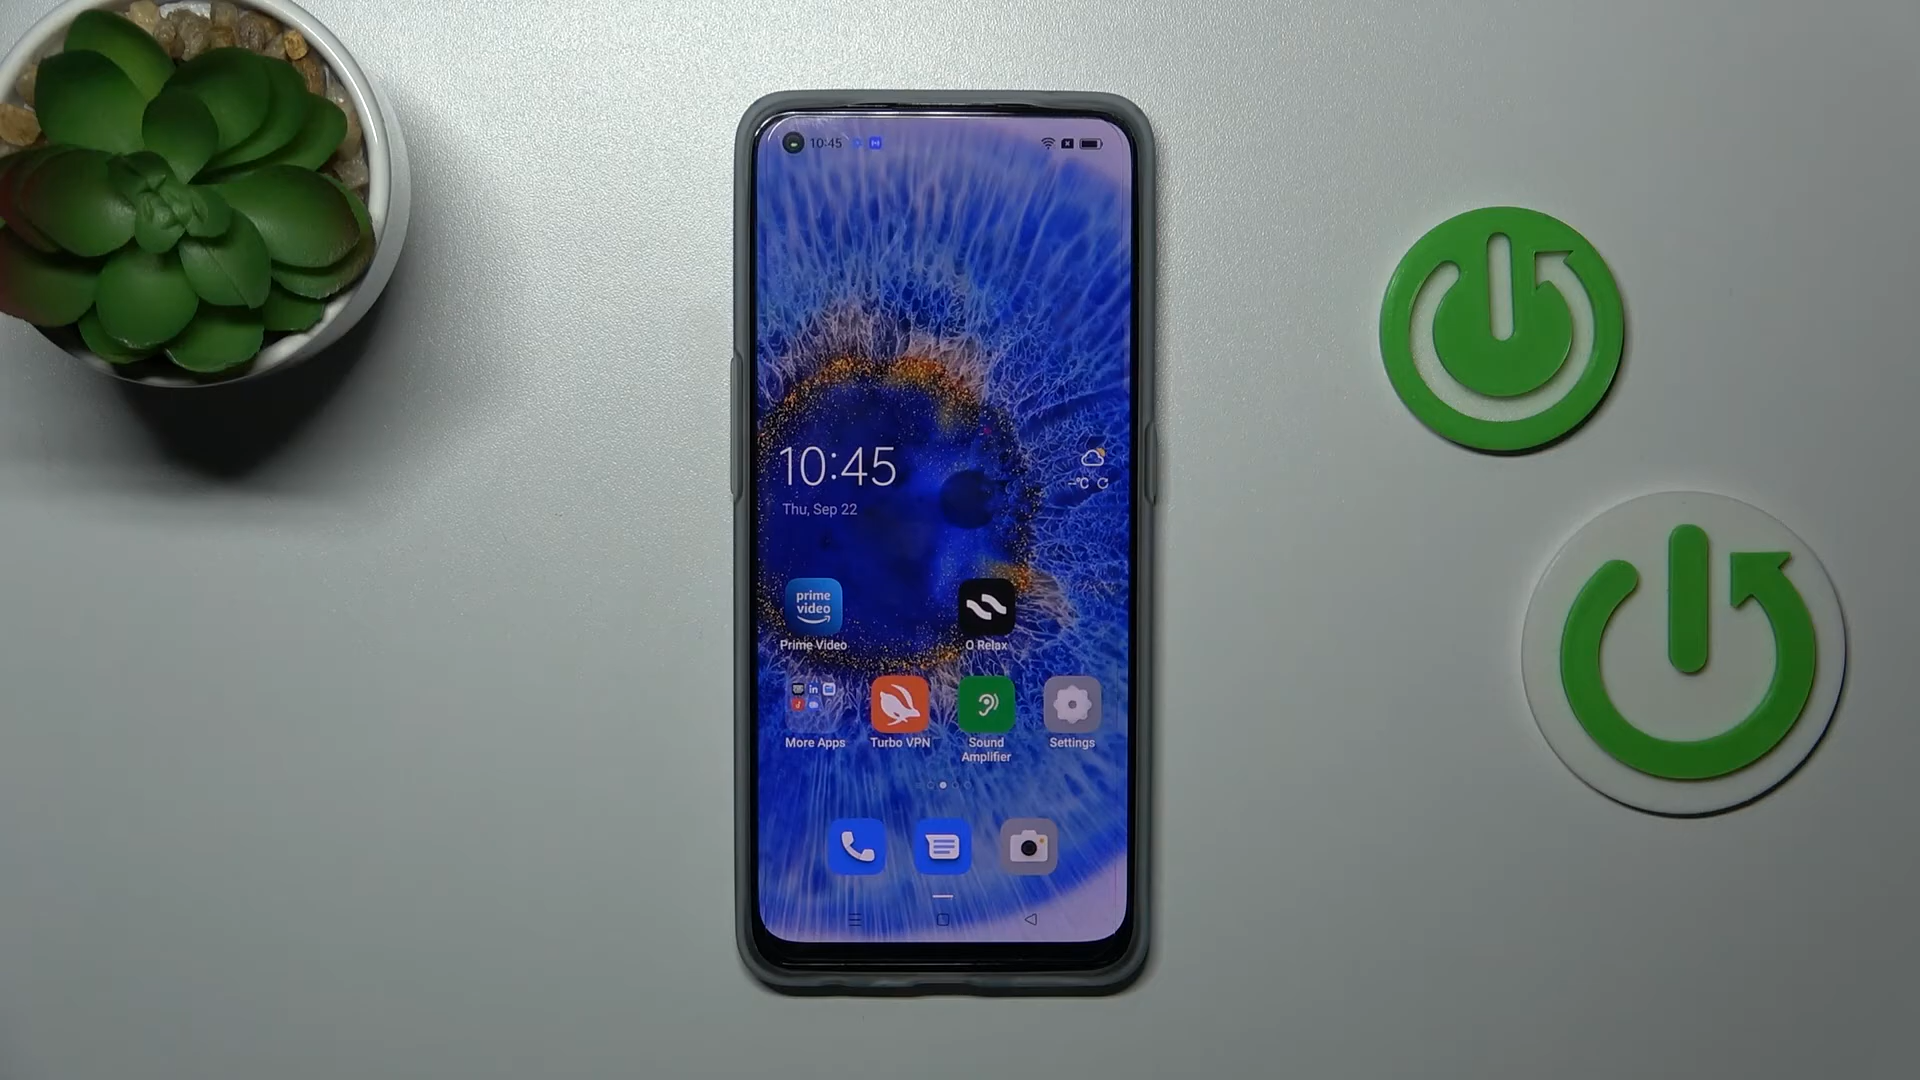 10:45
10:45
Thu, Sep 22
°C
prime video
Prime Video
O Relax
in
More Apps
Turbo VPN
Sound Amplifier
Settings